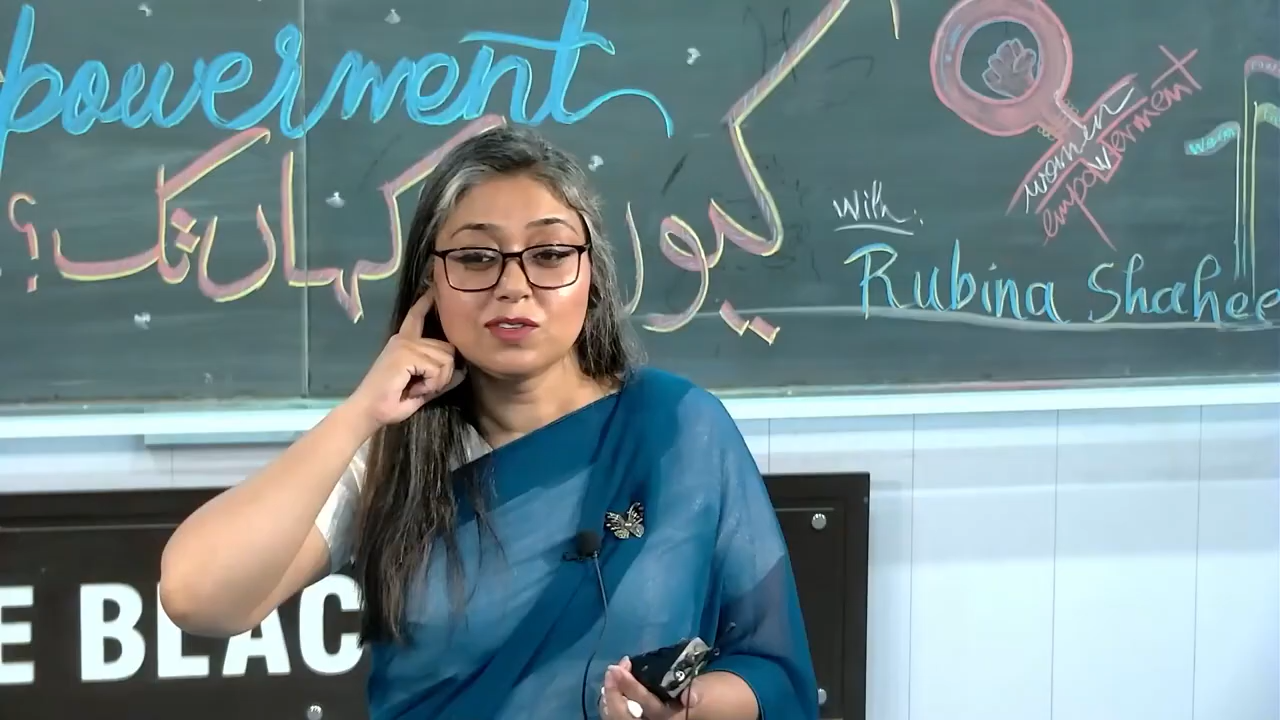 powerment
کیوں کہاں تک؟
women
empowerment
with:
Rubina Shahee
E BLAC